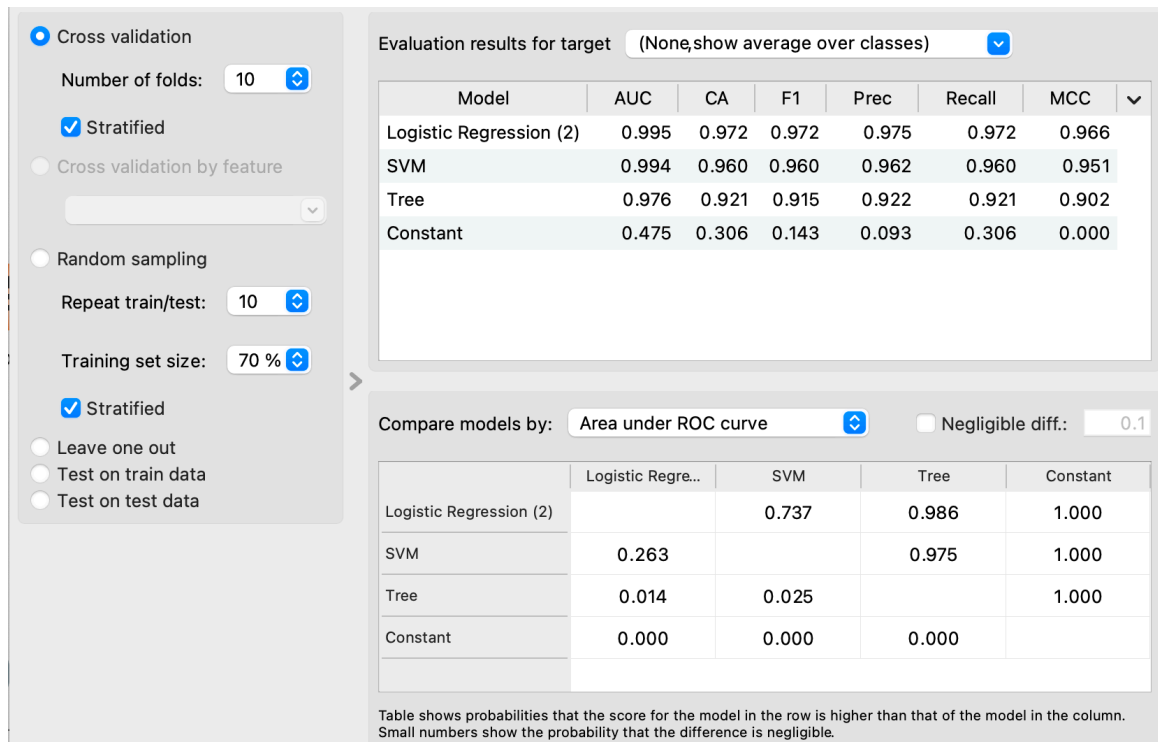 Cross validation
Number of folds: 10
Stratified
Cross validation by feature
Random sampling
Repeat train/test: 10
Training set size: 70 %
Stratified
Leave one out
Test on train data
Test on test data
Evaluation results for target (None, show average over classes)
Model AUC CA F1 Prec Recall MCC
Logistic Regression (2) 0.995 0.972 0.972 0.975 0.972 0.966
SVM 0.994 0.960 0.960 0.962 0.960 0.951
Tree 0.976 0.921 0.915 0.922 0.921 0.902
Constant 0.475 0.306 0.143 0.093 0.306 0.000
Compare models by: Area under ROC curve Negligible diff.: 0.1
Logistic Regre... SVM Tree Constant
Logistic Regression (2) 0.737 0.986 1.000
SVM 0.263 0.975 1.000
Tree 0.014 0.025 1.000
Constant 0.000 0.000 0.000
Table shows probabilities that the score for the model in the row is higher than that of the model in the column.
Small numbers show the probability that the difference is negligible.